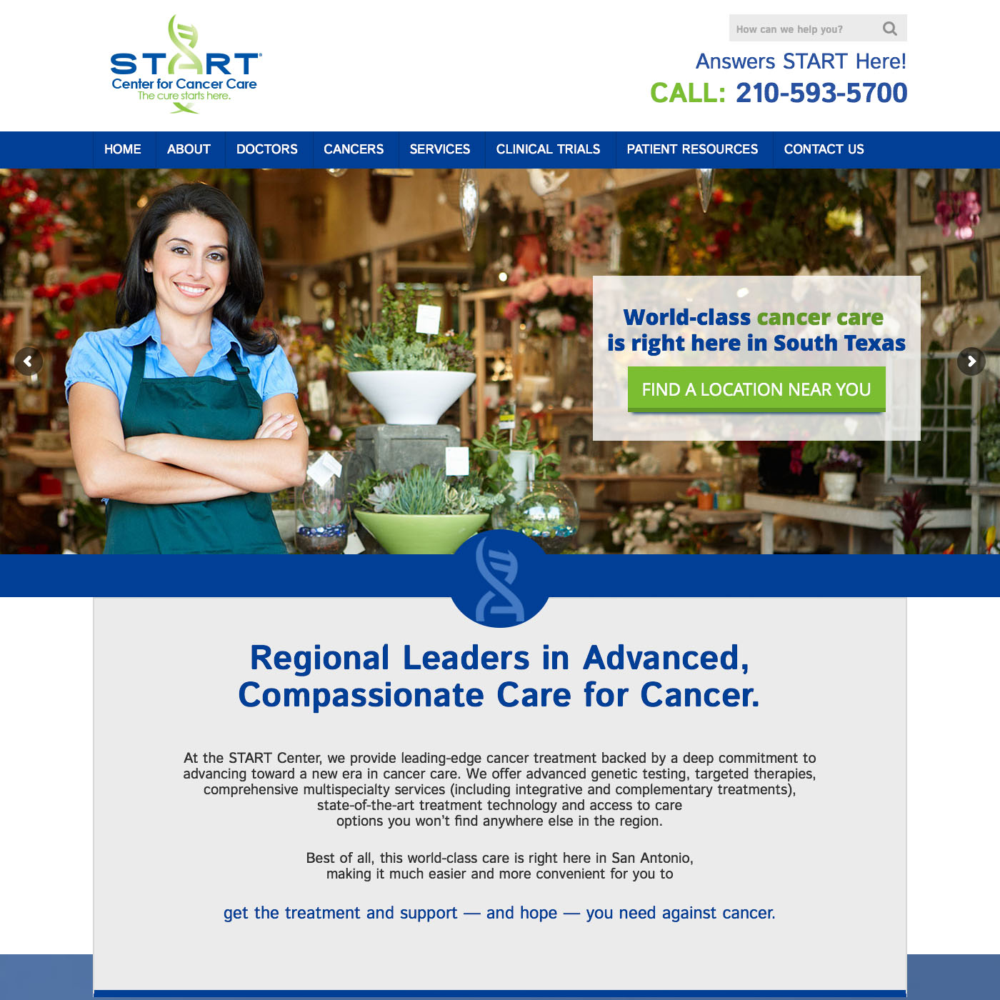 START®
Center for Cancer Care
The cure starts here.
How can we help you?
Answers START Here!
CALL: 210-593-5700
HOME ABOUT DOCTORS CANCERS SERVICES CLINICAL TRIALS PATIENT RESOURCES CONTACT US
World-class cancer care
is right here in South Texas
FIND A LOCATION NEAR YOU
Regional Leaders in Advanced,
Compassionate Care for Cancer.
At the START Center, we provide leading-edge cancer treatment backed by a deep commitment to
advancing toward a new era in cancer care. We offer advanced genetic testing, targeted therapies,
comprehensive multispecialty services (including integrative and complementary treatments),
state-of-the-art treatment technology and access to care
options you won’t find anywhere else in the region.
Best of all, this world-class care is right here in San Antonio,
making it much easier and more convenient for you to
get the treatment and support — and hope — you need against cancer.